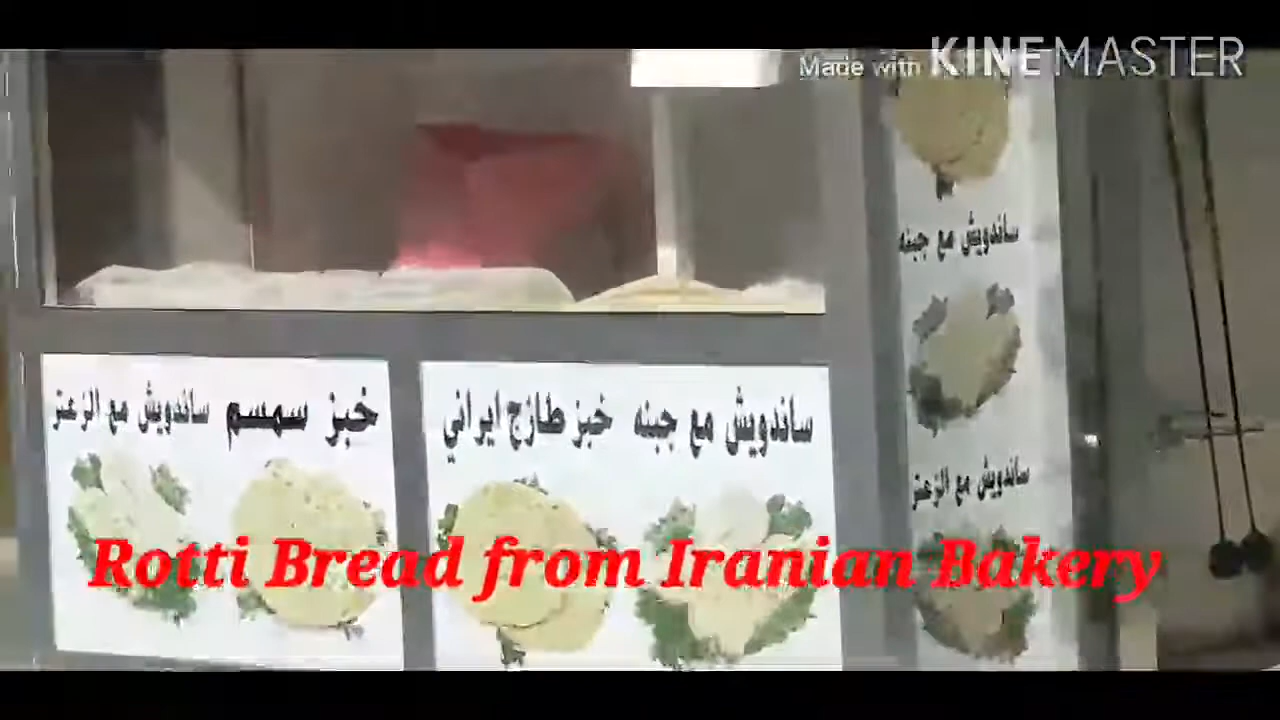 Made with KINEMASTER
ساندويش مع جبنه
خبز سمسم ساندويش مع الزعتر
ساندويش مع جبنه خبز طازج ايراني
ساندويش مع الزعتر
Rotti Bread from Iranian Bakery